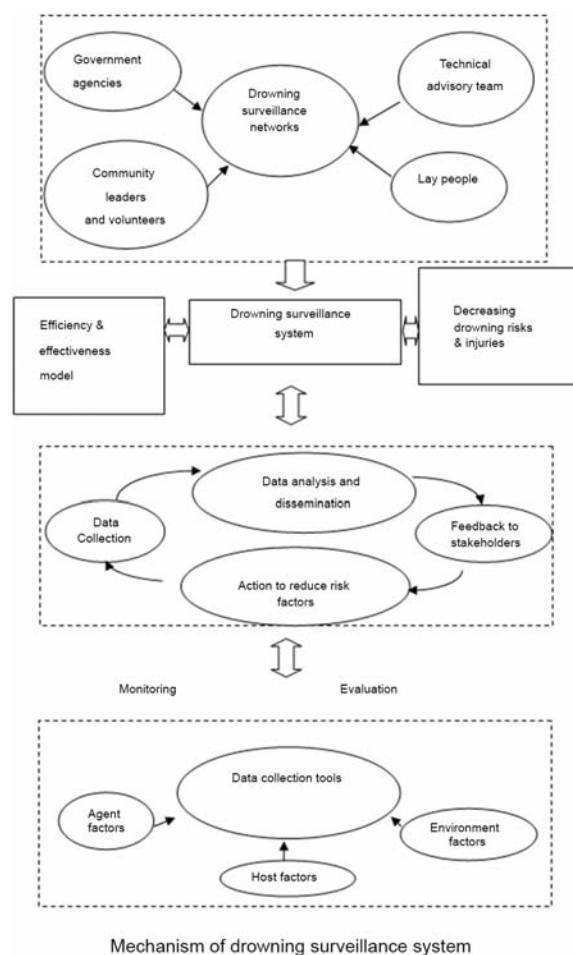 Government
agencies
Technical
advisory team
Drowning
surveillance
networks
Community
leaders
and volunteers
Lay people
Efficiency &
effectiveness
model
Drowning surveillance
system
Decreasing
drowning risks
& injuries
Data analysis and
dissemination
Data
Collection
Feedback to
stakeholders
Action to reduce risk
factors
Monitoring
Evaluation
Data collection tools
Agent
factors
Environment
factors
Host factors
Mechanism of drowning surveillance system